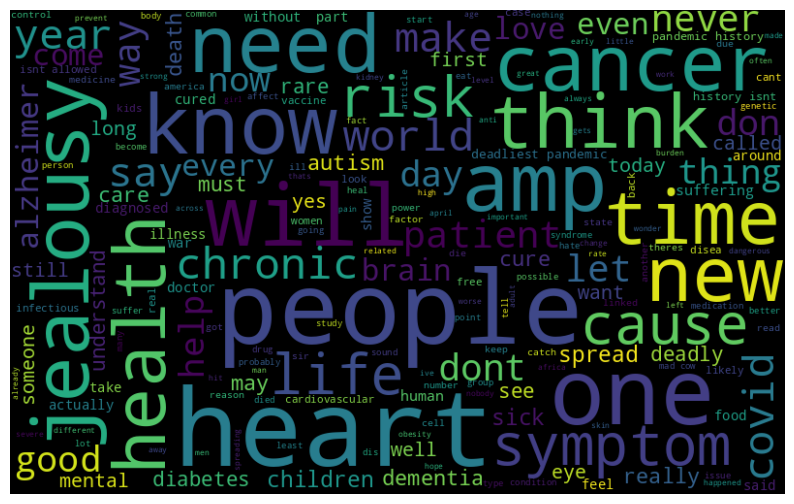 year
way
come
death
body
need
without
part
common
start
now
rare
cured
vaccine
make
love
first
age
case
due
nothing
early
little
pandemic history
even
never
made
often
control
prevent
isnt allowed
medicine
strong
america
girl
affect
kids
become
alzheimer
jealousy
long
know
risk
world
article
fact
eat
level
kidney
great
always
gets
anti
work
burden
cancer
think
cant
history isnt
genetic
don
called
around
deadliest pandemic
today
thing
suffering
person
care
diagnosed
say
every
must
autism
yes
day
amp
time
back
across
thats
ill
look
heal
show
power
april
important
state
theres
disea
wonder
dangerous
illness
women
pain
factor
high
syndrome
hate
change
rate
war
going
will
patient
die
related
another
still
understand
health
suffer
doctor
real
many
help
chronic
brain
cure
let
new
possible
want
linked
left
medication
better
read
infectious
someone
already
take
actually
got
free
point
tell
adult
worse
study
people
cause
life
dont
spread
deadly
catch
likely
covid
may
drug
sir
sound
keep
ive
probably
man
number
group
africa
mad cow
reason
died
cardiovascular
human
see
sick
food
severe
different
lot
hit
heart
one
symptom
good
mental
away
men
spreading
least
dis
obesity
cell
well
nobody
skin
eye
really
issue
said
happened
diabetes
children
hope
dementia
type
condition
feel